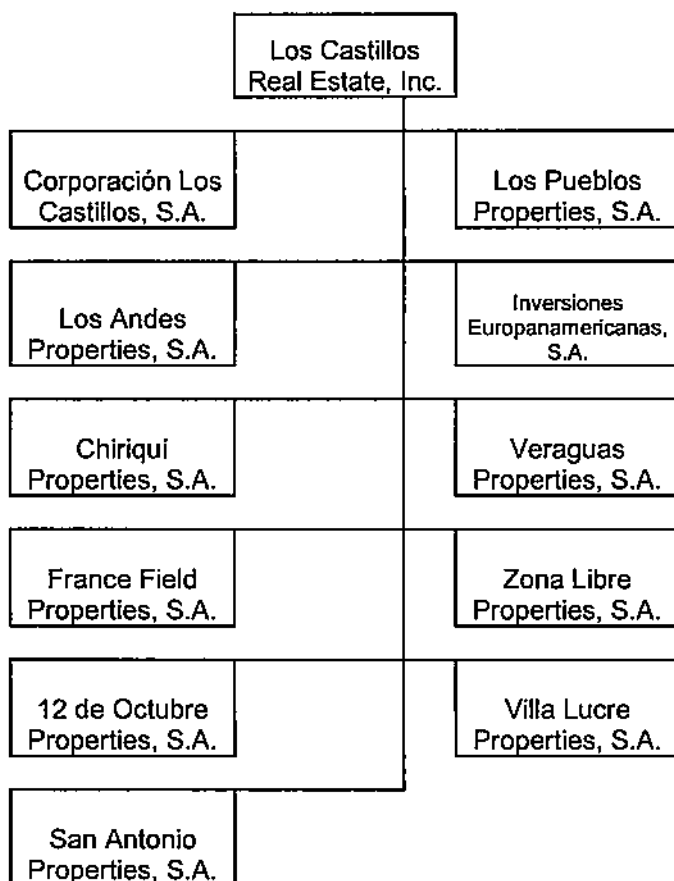 Los Castillos
Real Estate, Inc.
Corporación Los
Castillos, S.A.
Los Pueblos
Properties, S.A.
Los Andes
Properties, S.A.
Inversiones
Europanamericanas,
S.A.
Chiriquí
Properties, S.A.
Veraguas
Properties, S.A.
France Field
Properties, S.A.
Zona Libre
Properties, S.A.
12 de Octubre
Properties, S.A.
Villa Lucre
Properties, S.A.
San Antonio
Properties, S.A.